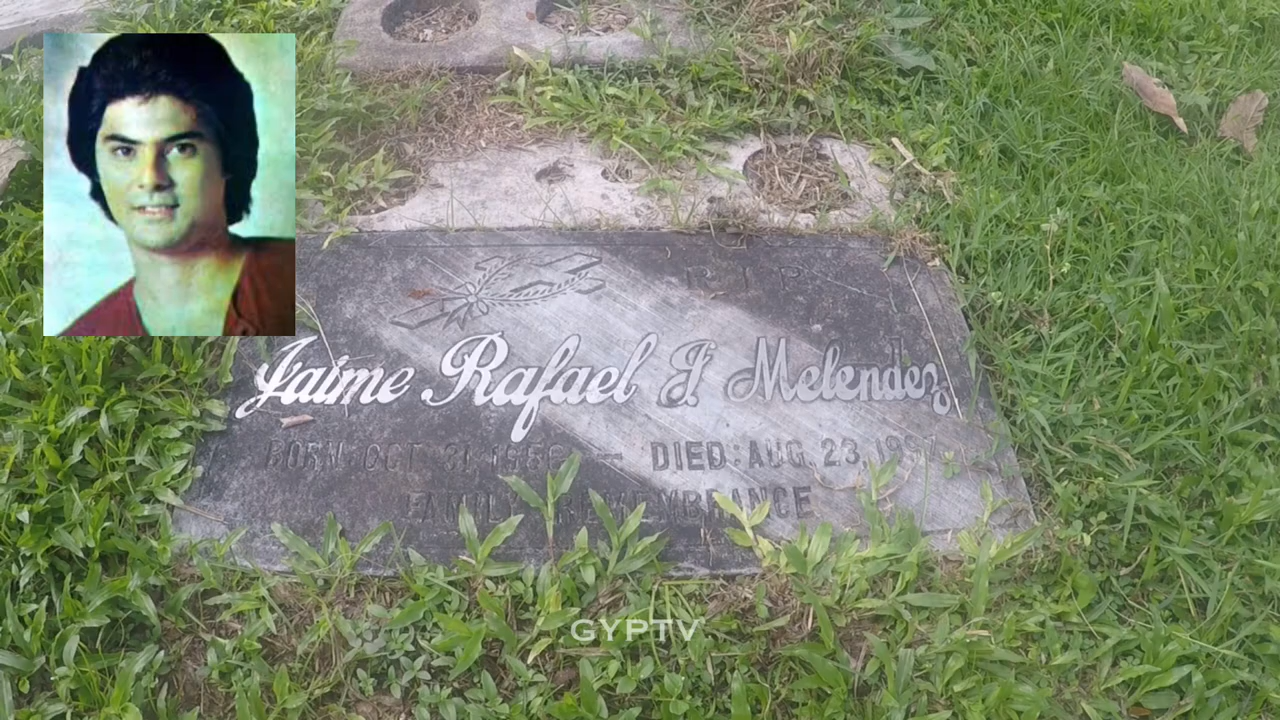 R I P
Jaime Rafael J. Melendez
BORN: OCT. 31, 1956 — DIED: AUG. 23, 1997
FAMILY REMEMBRANCE
GYPTV